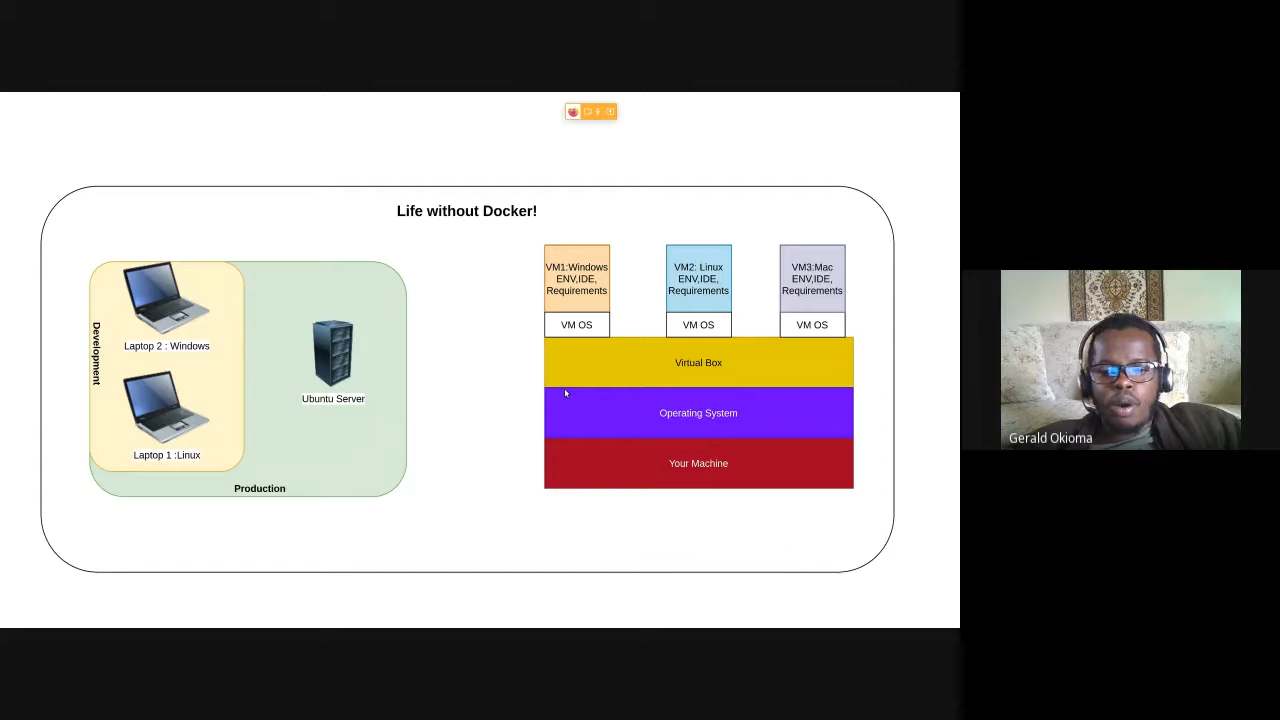 Life without Docker!
Development
Laptop 2 : Windows
Laptop 1 :Linux
Ubuntu Server
Production
VM1:Windows
ENV,IDE,
Requirements
VM2: Linux
ENV,IDE,
Requirements
VM3:Mac
ENV,IDE,
Requirements
VM OS
VM OS
VM OS
Virtual Box
Operating System
Your Machine
Gerald Okioma